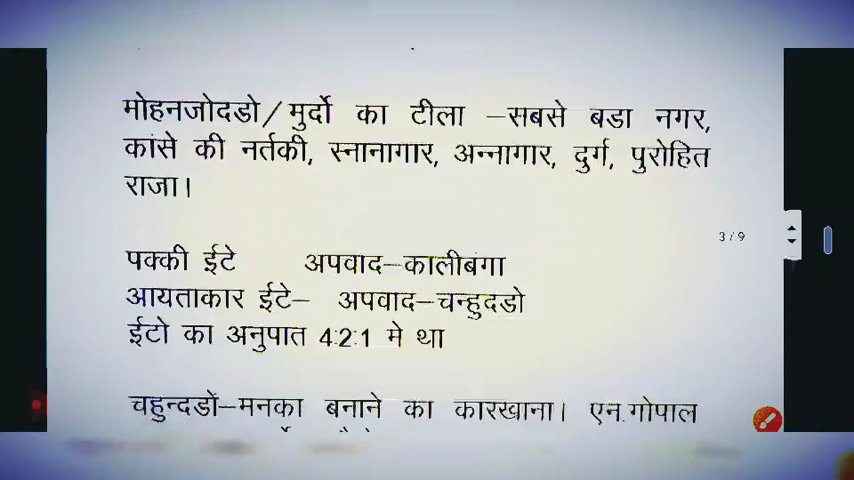 मोहनजोदडो/मुर्दो का टीला –सबसे बडा नगर,
कांसे की नर्तकी, स्नानागार, अन्नागार, दुर्ग, पुरोहित
राजा।
3 / 9
पक्की ईटे अपवाद–कालीबंगा
आयताकार ईटे– अपवाद–चन्हुदडो
ईटो का अनुपात 4:2:1 मे था
चहुन्दडों–मनका बनाने का कारखाना। एन.गोपाल